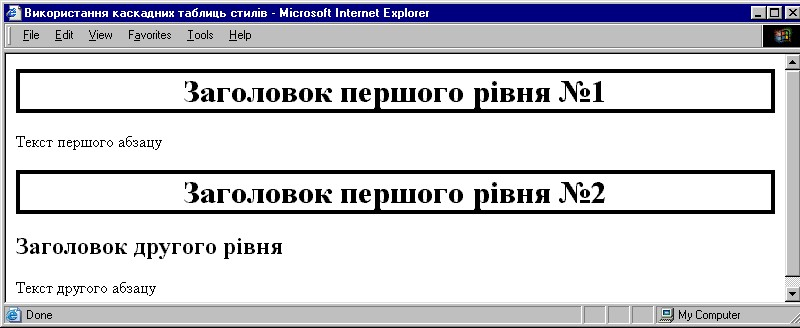 Використання каскадних таблиць стилів - Microsoft Internet Explorer
File Edit View Favorites Tools Help
Заголовок першого рівня №1
Текст першого абзацу
Заголовок першого рівня №2
Заголовок другого рівня
Текст другого абзацу
Done My Computer